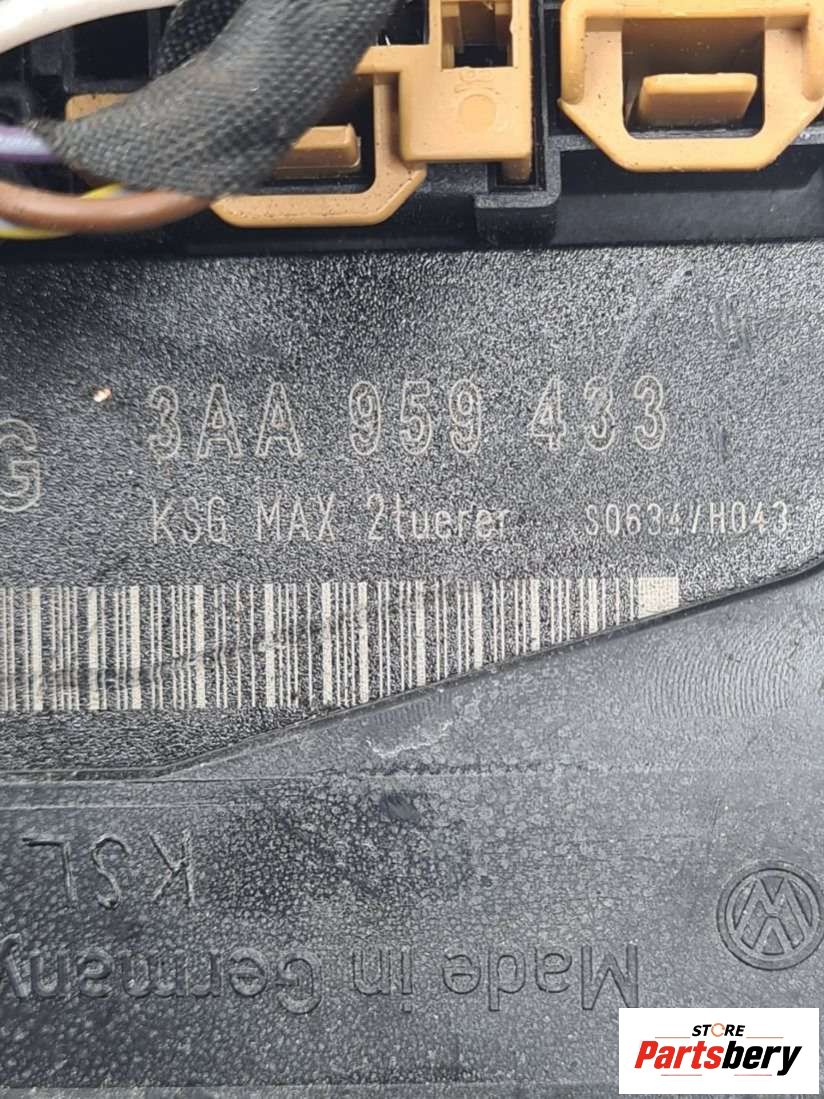 G 3AA 959 433
KSG MAX 2tuerer S0634/H043
KSL
Made in Germany
STORE
Partsbery